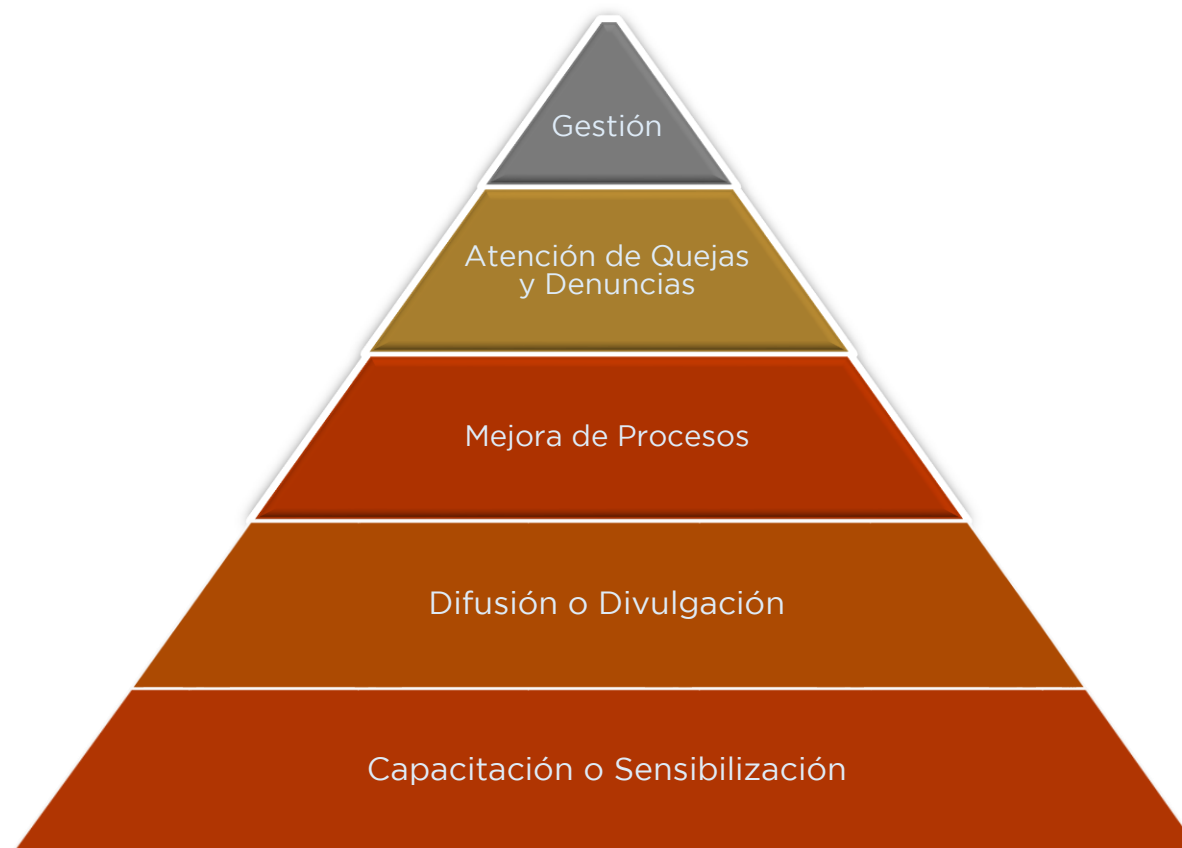 Gestión
Atención de Quejas
y Denuncias
Mejora de Procesos
Difusión o Divulgación
Capacitación o Sensibilización